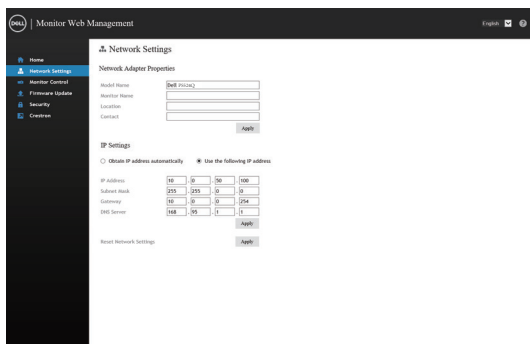 DELL Monitor Web Management
English
Home
Network Settings
Monitor Control
Firmware Update
Security
Crestron
Network Settings
Network Adapter Properties
Model Name Dell
Monitor Name
Location
Contact
Apply
IP Settings
Obtain IP address automatically Use the following IP address
IP Address 10 . 0 . 50 . 100
Subnet Mask 255 . 255 . 0 . 0
Gateway 10 . 0 . 0 . 254
DNS Server 168 . 95 . 1 . 1
Apply
Reset Network Settings Apply